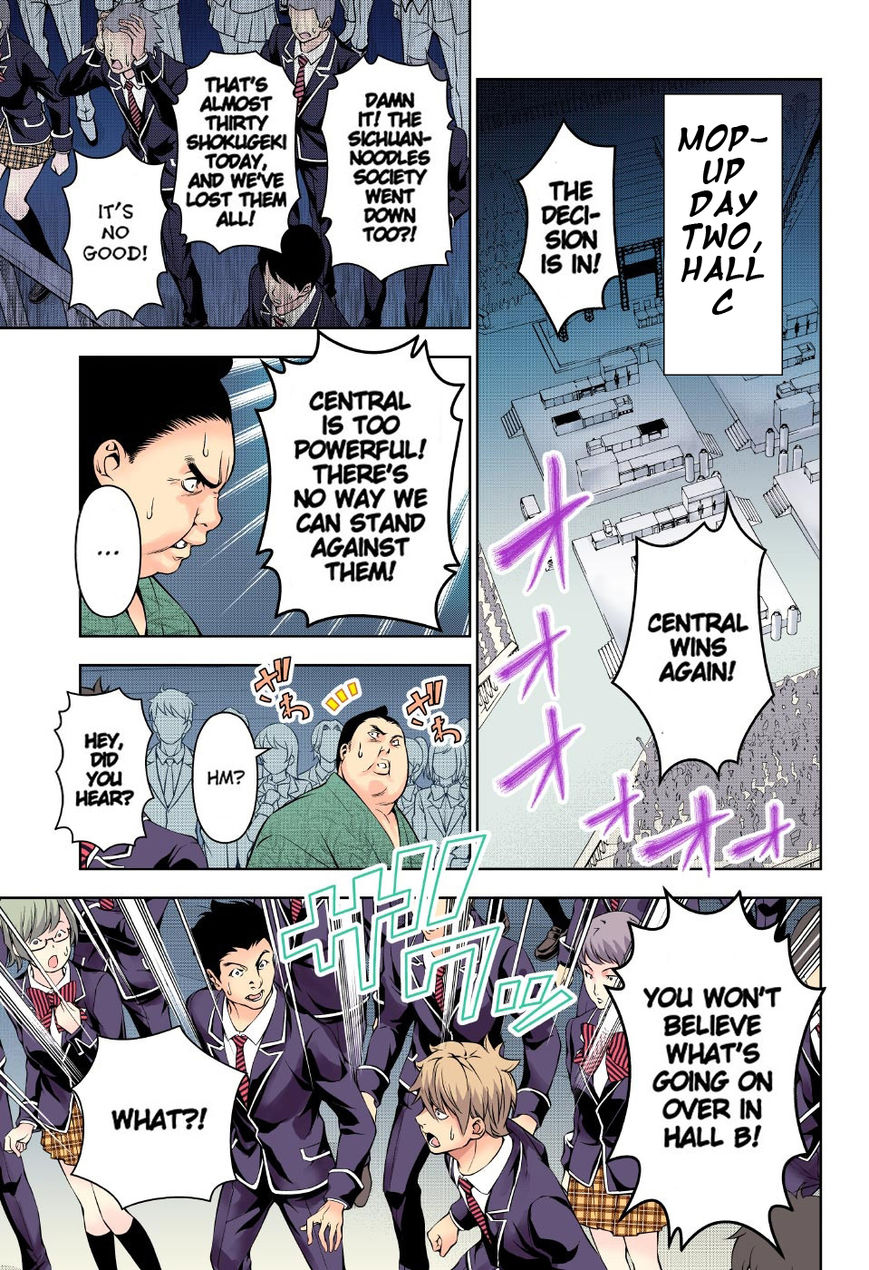 MOP-
UP
DAY
TWO,
HALL
C
THE
DECI-
SION
IS IN!
CENTRAL
WINS
AGAIN!
オオオオオオ
DAMN
IT! THE
SICHUAN-
NOODLES
SOCIETY
WENT
DOWN
TOO?!
THAT'S
ALMOST
THIRTY
SHOKUGEKI
TODAY,
AND WE'VE
LOST THEM
ALL!
IT'S
NO
GOOD!
CENTRAL
IS TOO
POWERFUL!
THERE'S
NO WAY WE
CAN STAND
AGAINST
THEM!
...
ざわ
ざわ
HM?
HEY,
DID
YOU
HEAR?
YOU WON'T
BELIEVE
WHAT'S
GOING ON
OVER IN
HALL B!
WHAT?!